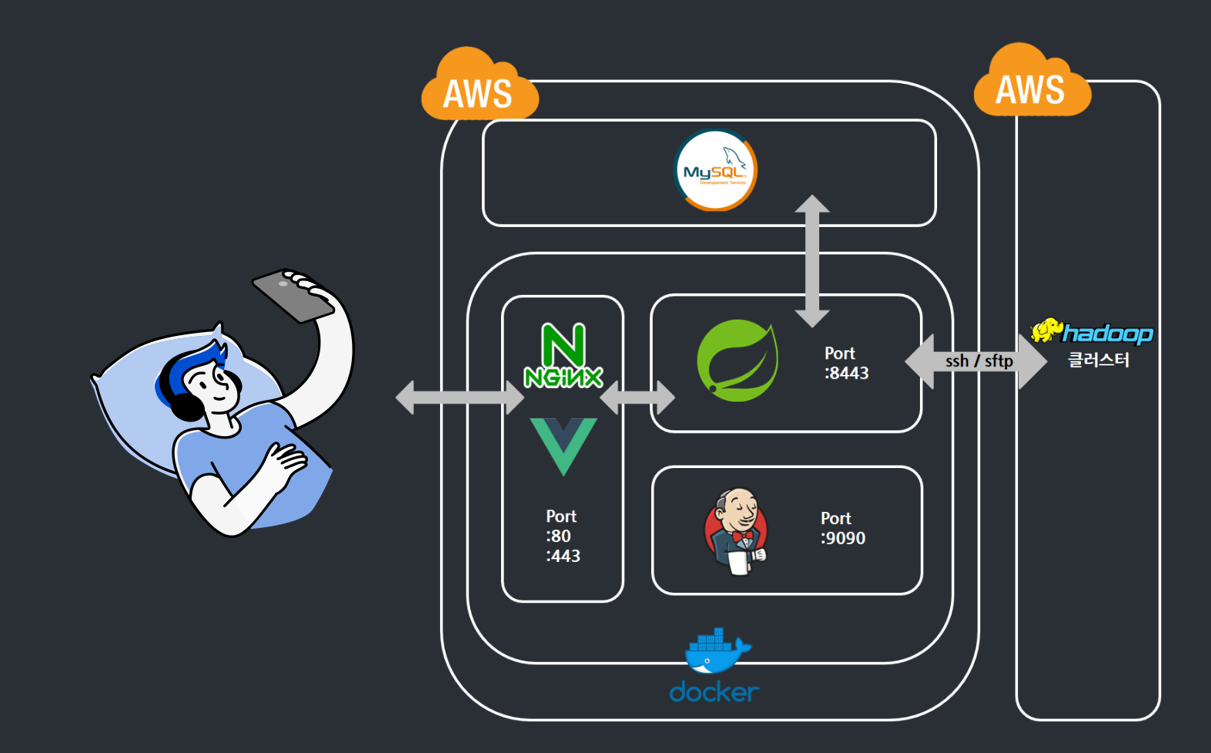 AWS
AWS
MySQL
Development Services
NGINX
Port
:80
:443
Port
:8443
Port
:9090
docker
ssh / sftp
hadoop
클러스터